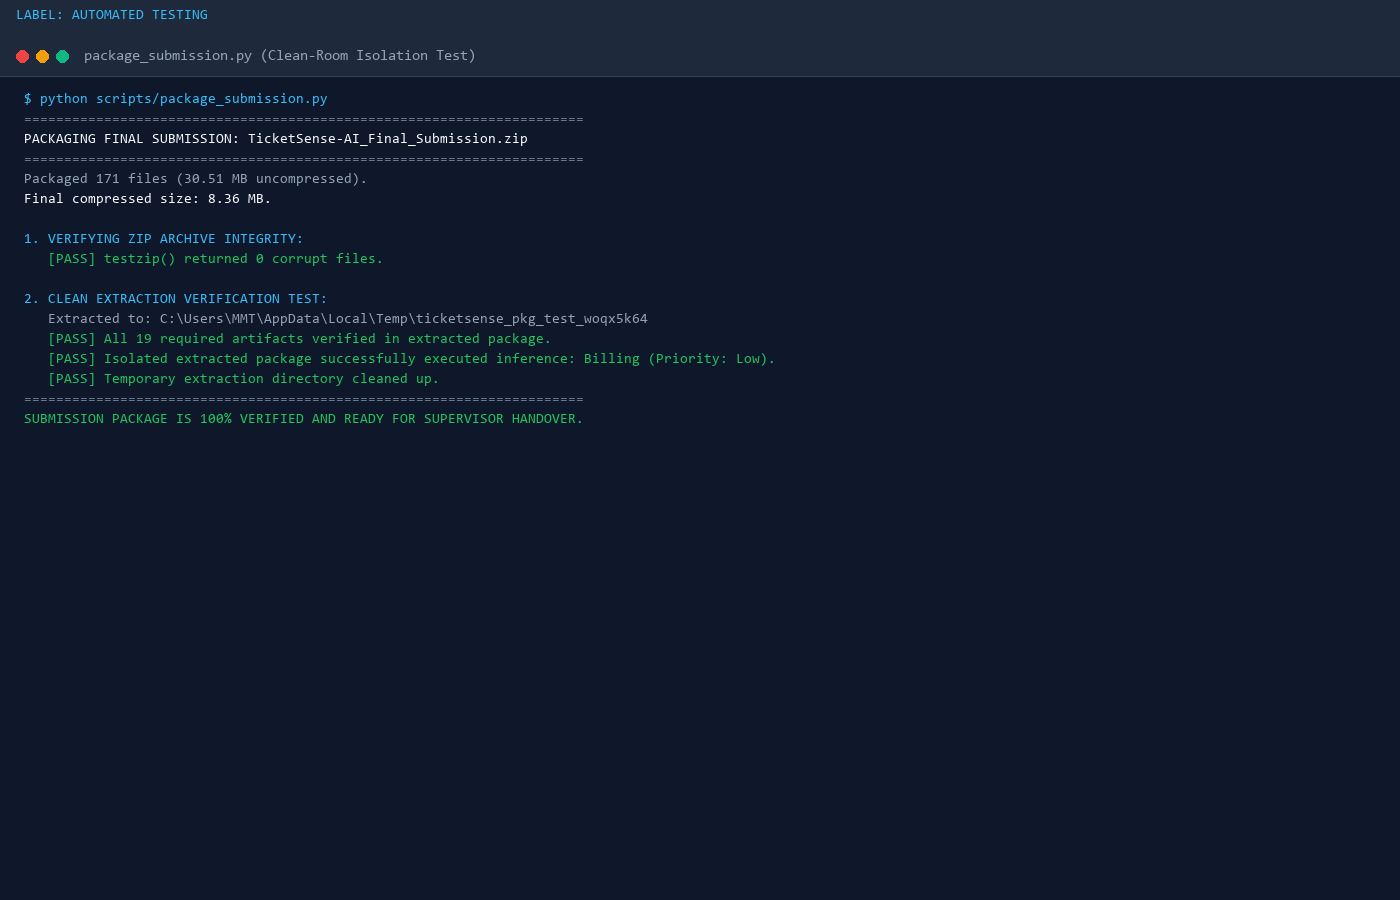 LABEL: AUTOMATED TESTING
package_submission.py (Clean-Room Isolation Test)
$ python scripts/package_submission.py
======================================================================
PACKAGING FINAL SUBMISSION: TicketSense-AI_Final_Submission.zip
======================================================================
Packaged 171 files (30.51 MB uncompressed).
Final compressed size: 8.36 MB.
1. VERIFYING ZIP ARCHIVE INTEGRITY:
[PASS] testzip() returned 0 corrupt files.
2. CLEAN EXTRACTION VERIFICATION TEST:
Extracted to: C:\Users\MMT\AppData\Local\Temp\ticketsense_pkg_test_woqx5k64
[PASS] All 19 required artifacts verified in extracted package.
[PASS] Isolated extracted package successfully executed inference: Billing (Priority: Low).
[PASS] Temporary extraction directory cleaned up.
======================================================================
SUBMISSION PACKAGE IS 100% VERIFIED AND READY FOR SUPERVISOR HANDOVER.